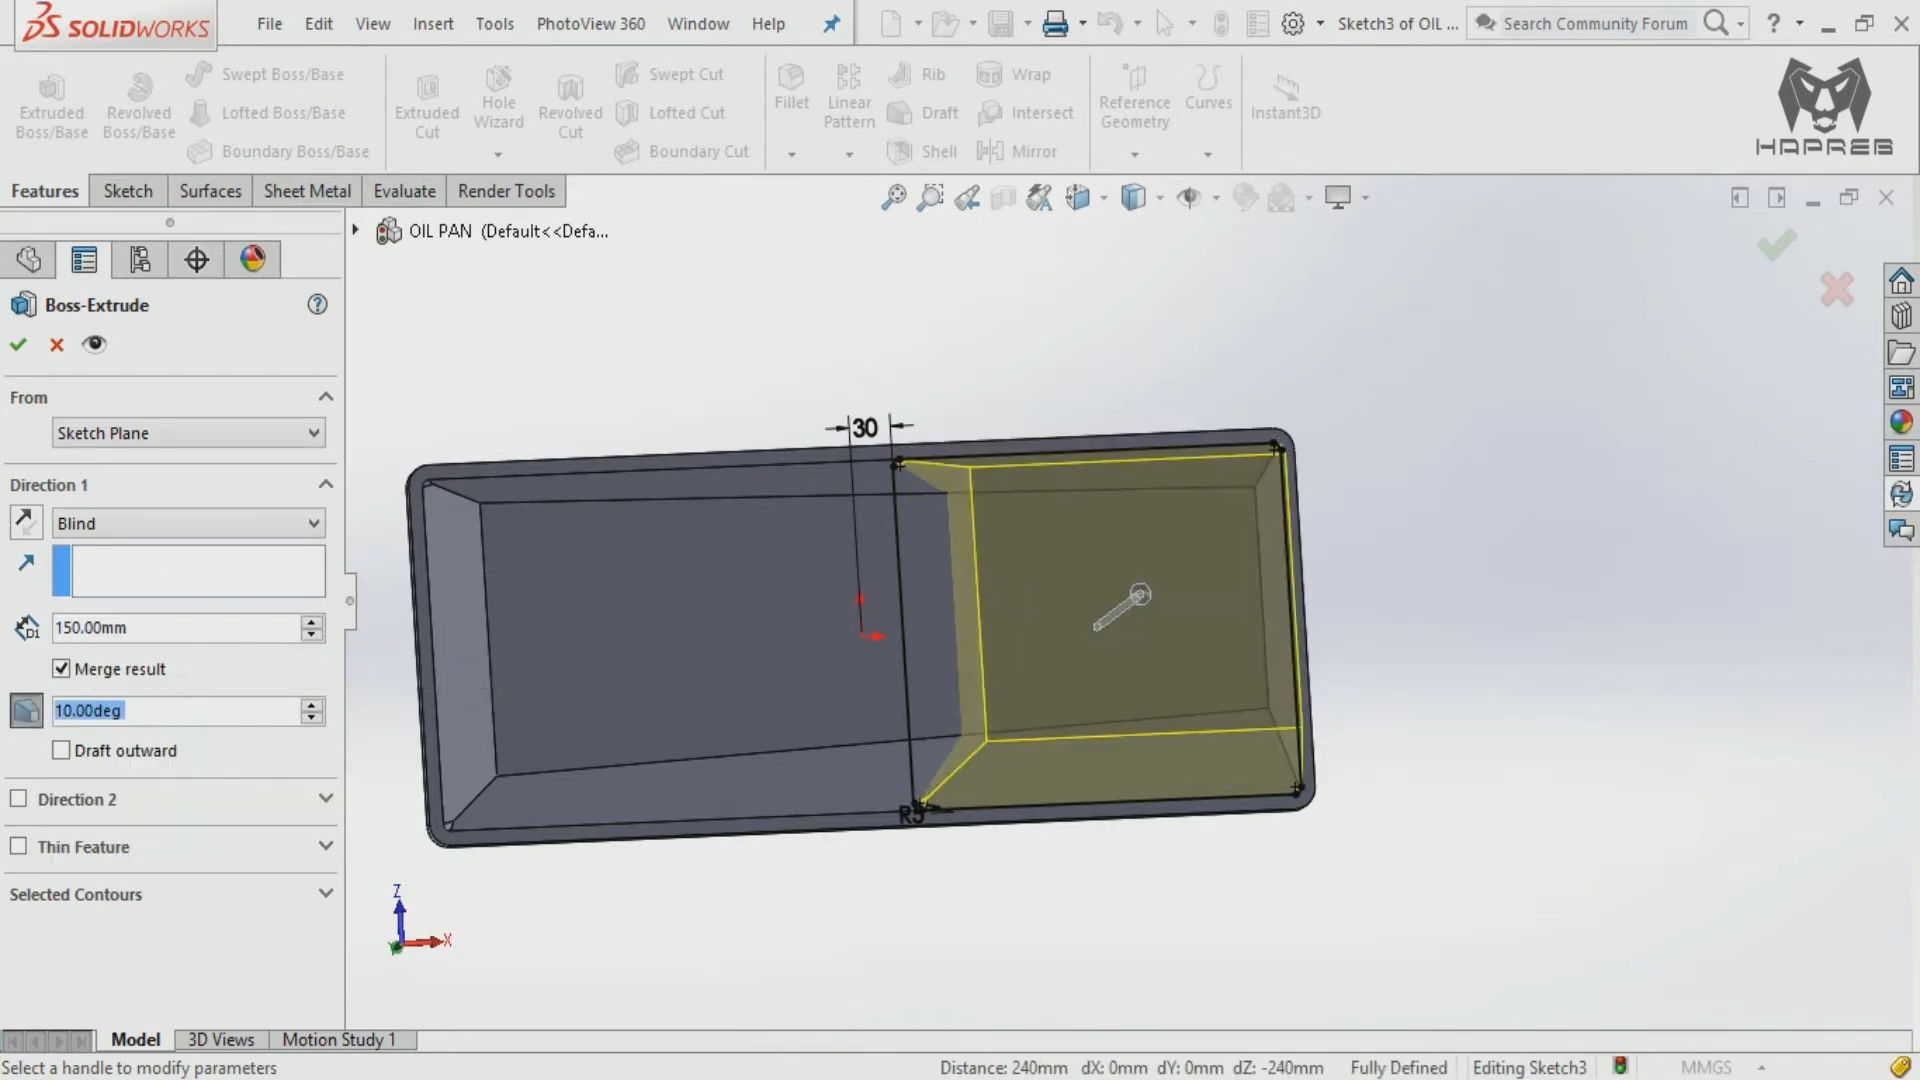 SOLIDWORKS File Edit View Insert Tools PhotoView 360 Window Help Sketch3 of OIL ... Search Community Forum ?
Extruded Boss/Base
Revolved Boss/Base
Swept Boss/Base
Lofted Boss/Base
Boundary Boss/Base
Extruded Cut
Hole Wizard
Revolved Cut
Swept Cut
Lofted Cut
Boundary Cut
Fillet
Linear Pattern
Rib
Draft
Shell
Wrap
Intersect
Mirror
Reference Geometry
Curves
Instant3D
HAPREB
Features Sketch Surfaces Sheet Metal Evaluate Render Tools
OIL PAN (Default<<Defa...
Boss-Extrude
From
Sketch Plane
Direction 1
Blind
D1
150.00mm
Merge result
10.00deg
Draft outward
Direction 2
Thin Feature
Selected Contours
30
R5
Z
X
Model 3D Views Motion Study 1
Select a handle to modify parameters Distance: 240mm dX: 0mm dY: 0mm dZ: -240mm Fully Defined Editing Sketch3 MMGS